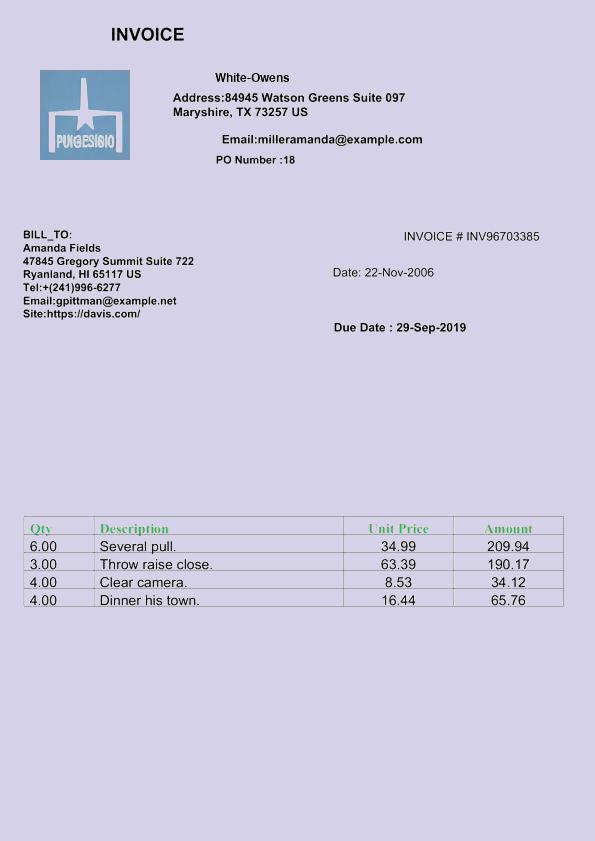 INVOICE
White-Owens
Address:84945 Watson Greens Suite 097
Maryshire, TX 73257 US
Email:milleramanda@example.com
PO Number :18
PUIGESIGIO
BILL_TO:
Amanda Fields
47845 Gregory Summit Suite 722
Ryanland, HI 65117 US
Tel:+(241)996-6277
Email:gpittman@example.net
Site:https://davis.com/
INVOICE # INV96703385
Date: 22-Nov-2006
Due Date : 29-Sep-2019
Qty Description Unit Price Amount
6.00 Several pull. 34.99 209.94
3.00 Throw raise close. 63.39 190.17
4.00 Clear camera. 8.53 34.12
4.00 Dinner his town. 16.44 65.76